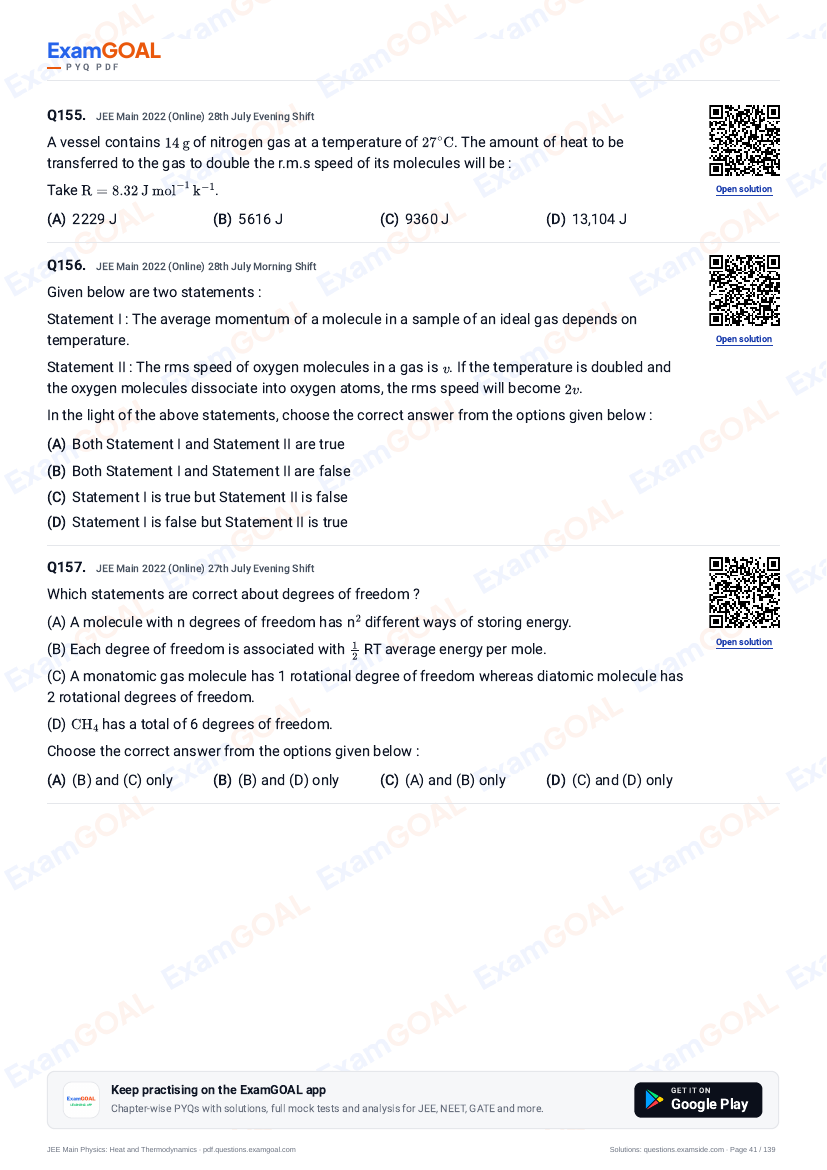 ExamGOAL
PYQ PDF
Q155. JEE Main 2022 (Online) 28th July Evening Shift
A vessel contains 14 g of nitrogen gas at a temperature of 27°C. The amount of heat to be
transferred to the gas to double the r.m.s speed of its molecules will be :
Take R = 8.32 J mol⁻¹ k⁻¹.
(A) 2229 J (B) 5616 J (C) 9360 J (D) 13,104 J
Open solution
Q156. JEE Main 2022 (Online) 28th July Morning Shift
Given below are two statements :
Statement I : The average momentum of a molecule in a sample of an ideal gas depends on
temperature.
Statement II : The rms speed of oxygen molecules in a gas is v. If the temperature is doubled and
the oxygen molecules dissociate into oxygen atoms, the rms speed will become 2v.
In the light of the above statements, choose the correct answer from the options given below :
(A) Both Statement I and Statement II are true
(B) Both Statement I and Statement II are false
(C) Statement I is true but Statement II is false
(D) Statement I is false but Statement II is true
Open solution
Q157. JEE Main 2022 (Online) 27th July Evening Shift
Which statements are correct about degrees of freedom ?
(A) A molecule with n degrees of freedom has n² different ways of storing energy.
(B) Each degree of freedom is associated with 1/2 RT average energy per mole.
(C) A monatomic gas molecule has 1 rotational degree of freedom whereas diatomic molecule has
2 rotational degrees of freedom.
(D) CH₄ has a total of 6 degrees of freedom.
Choose the correct answer from the options given below :
(A) (B) and (C) only (B) (B) and (D) only (C) (A) and (B) only (D) (C) and (D) only
Open solution
ExamGOAL
Keep practising on the ExamGOAL app
Chapter-wise PYQs with solutions, full mock tests and analysis for JEE, NEET, GATE and more.
GET IT ON
Google Play
JEE Main Physics: Heat and Thermodynamics · pdf.questions.examgoal.com
Solutions: questions.examside.com · Page 41 / 139